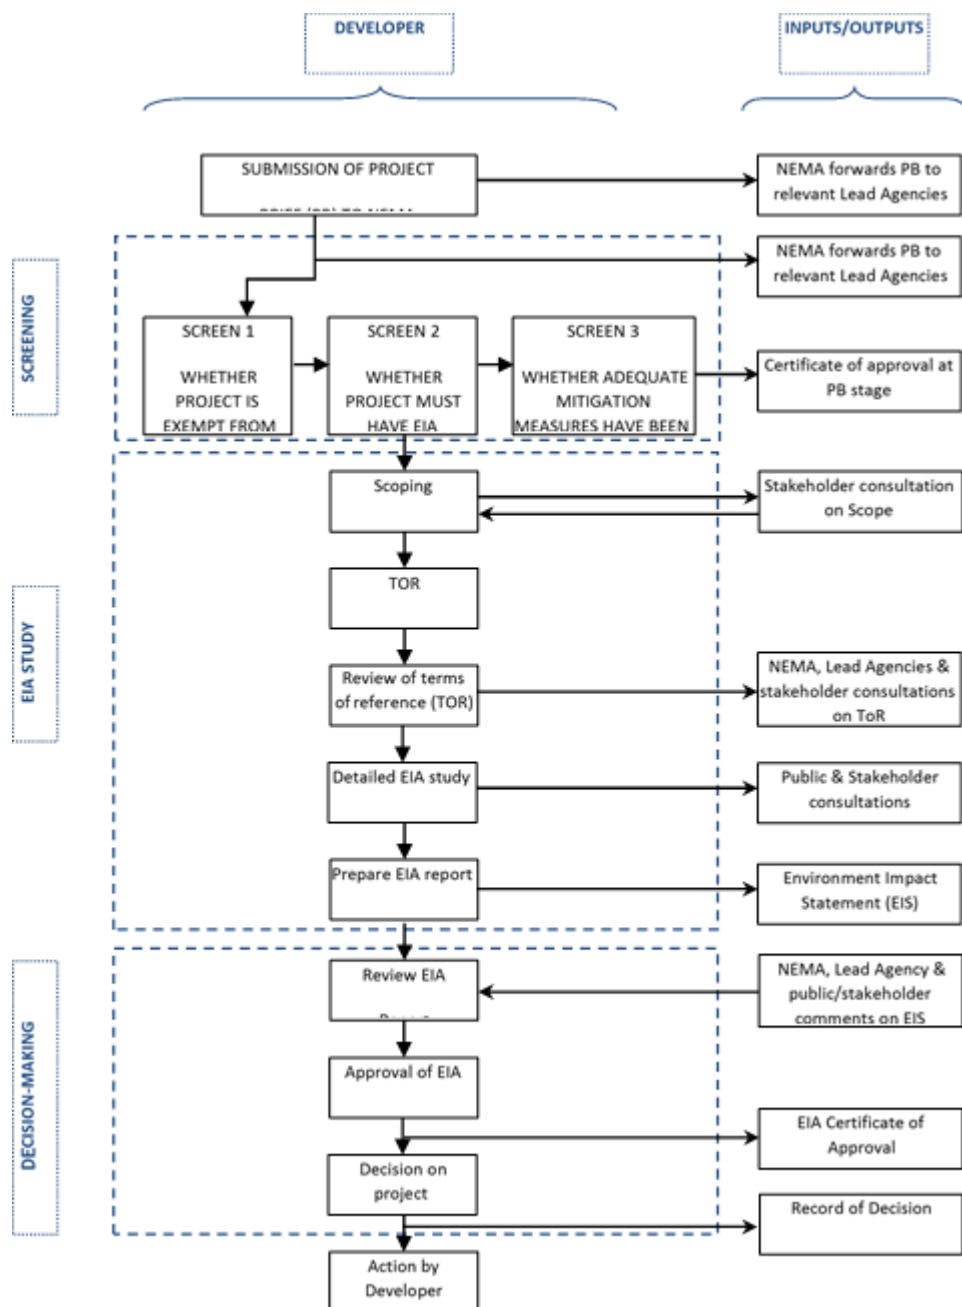 DEVELOPER
INPUTS/OUTPUTS
SUBMISSION OF PROJECT
NEMA forwards PB to
relevant Lead Agencies
NEMA forwards PB to
relevant Lead Agencies
SCREENING
SCREEN 1
WHETHER
PROJECT IS
EXEMPT FROM
SCREEN 2
WHETHER
PROJECT MUST
HAVE EIA
SCREEN 3
WHETHER ADEQUATE
MITIGATION
MEASURES HAVE BEEN
Certificate of approval at
PB stage
EIA STUDY
Scoping
Stakeholder consultation
on Scope
TOR
Review of terms
of reference (TOR)
NEMA, Lead Agencies &
stakeholder consultations
on ToR
Detailed EIA study
Public & Stakeholder
consultations
Prepare EIA report
Environment Impact
Statement (EIS)
DECISION-MAKING
Review EIA
NEMA, Lead Agency &
public/stakeholder
comments on EIS
Approval of EIA
EIA Certificate of
Approval
Decision on
project
Record of Decision
Action by
Developer